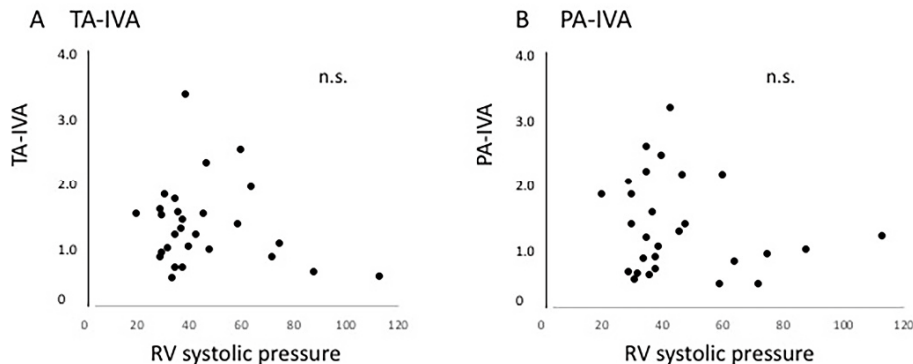 A TA-IVA
4.0
n.s.
3.0
TA-IVA
2.0
1.0
0
0 20 40 60 80 100 120
RV systolic pressure
B PA-IVA
4.0
n.s.
3.0
PA-IVA
2.0
1.0
0
0 20 40 60 80 100 120
RV systolic pressure